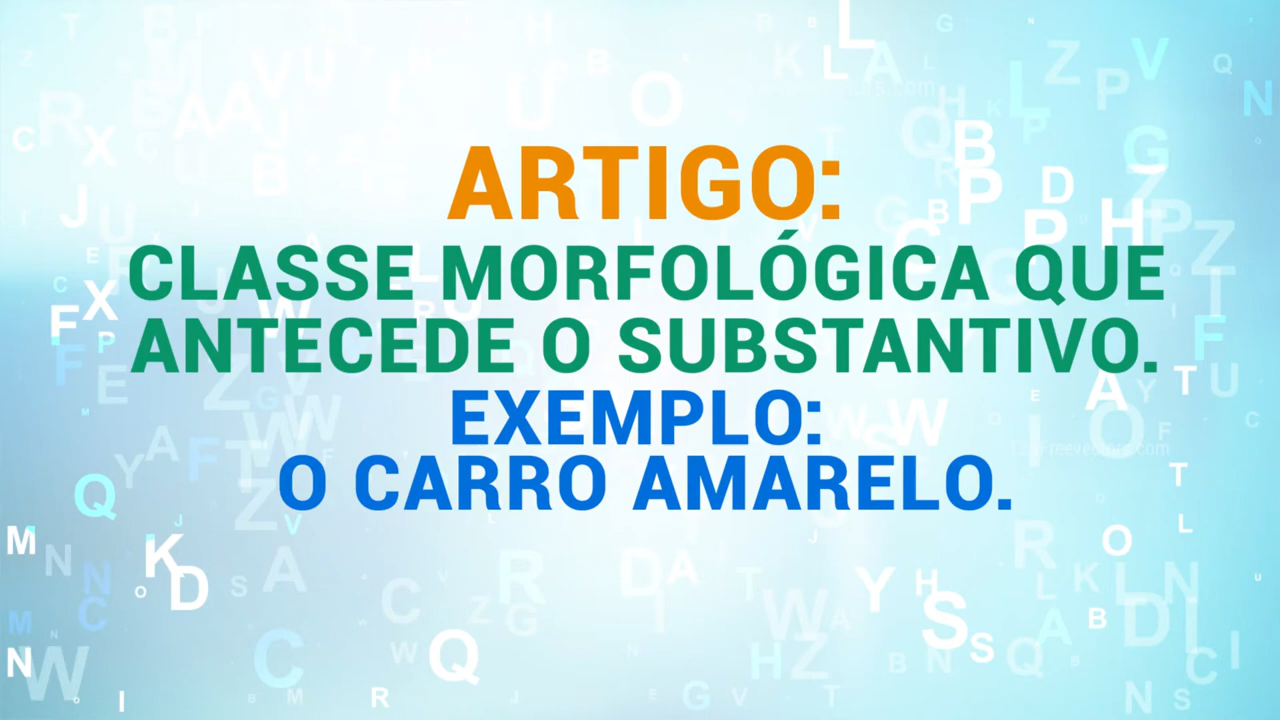 ARTIGO:
CLASSE MORFOLÓGICA QUE
ANTECEDE O SUBSTANTIVO.
EXEMPLO:
O CARRO AMARELO.